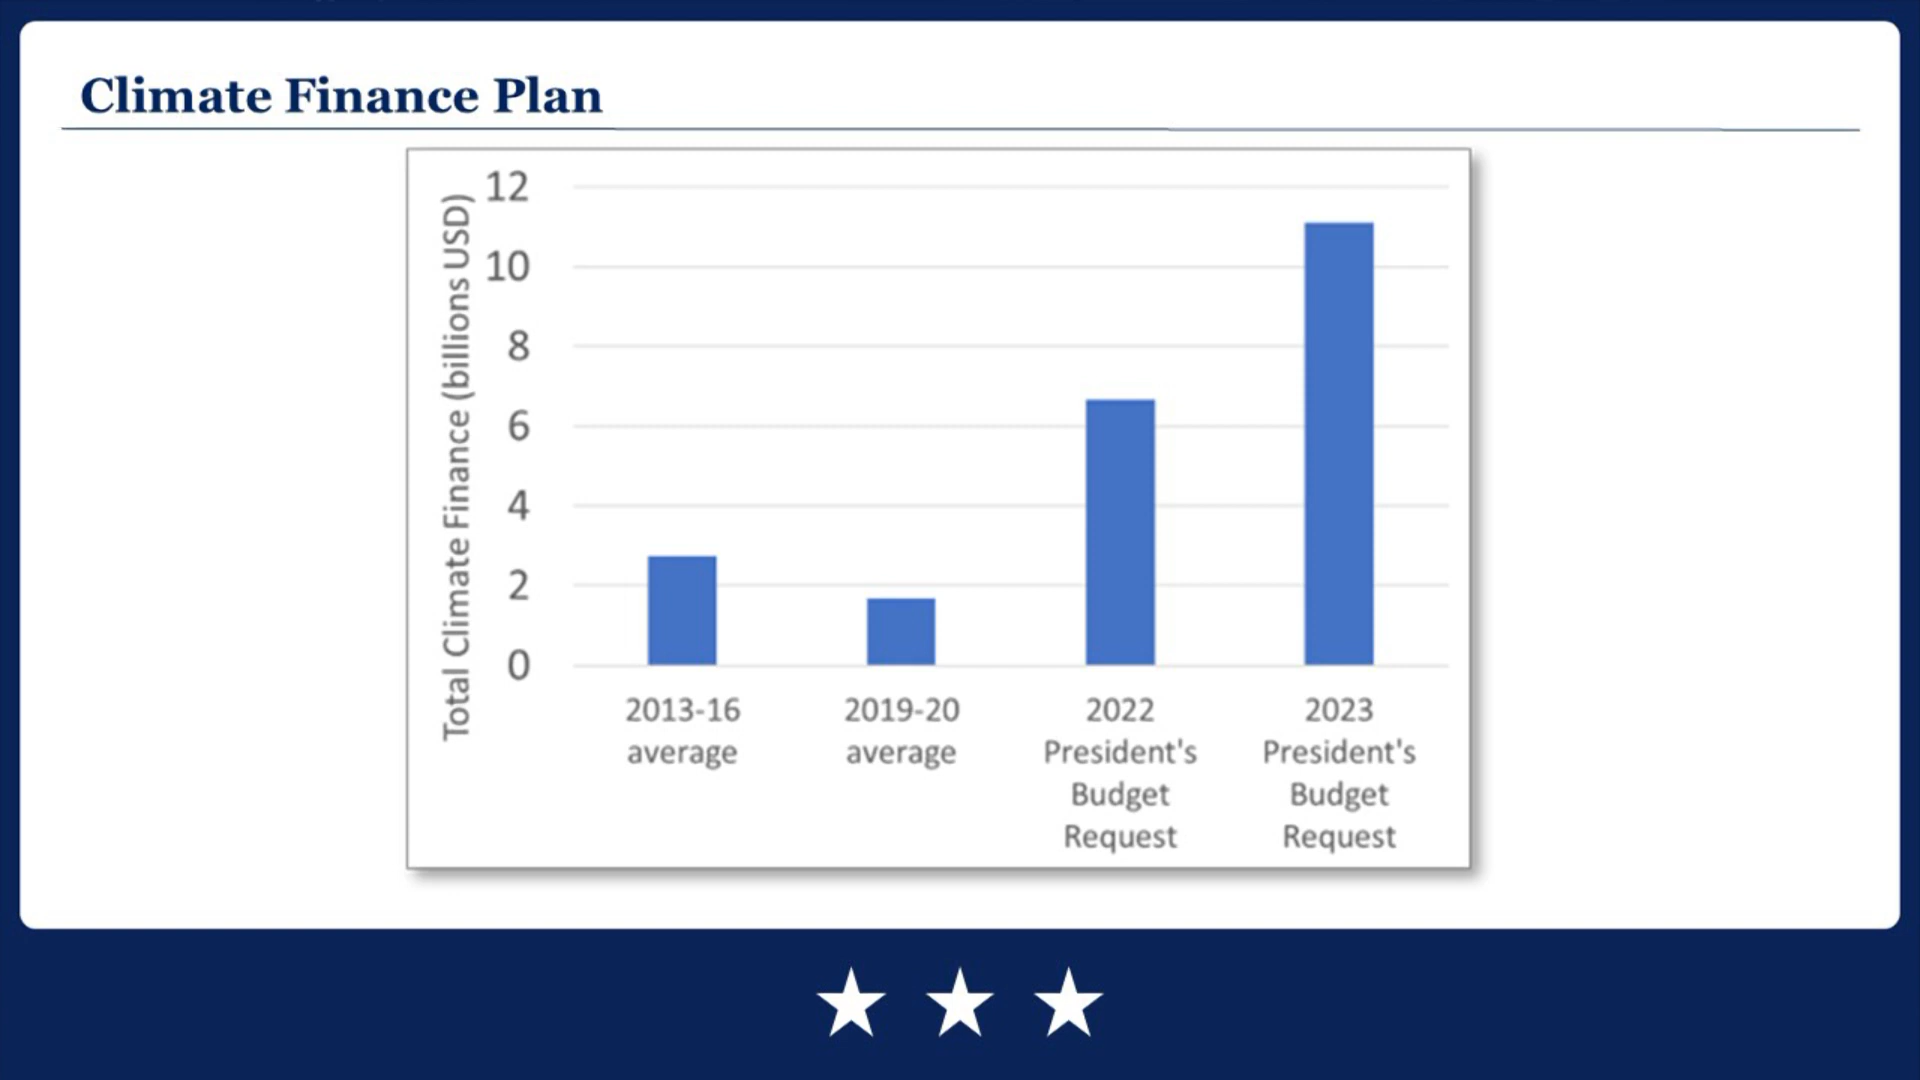 Climate Finance Plan
Total Climate Finance (billions USD)
12
10
8
6
4
2
0
2013-16
average
2019-20
average
2022
President's
Budget
Request
2023
President's
Budget
Request